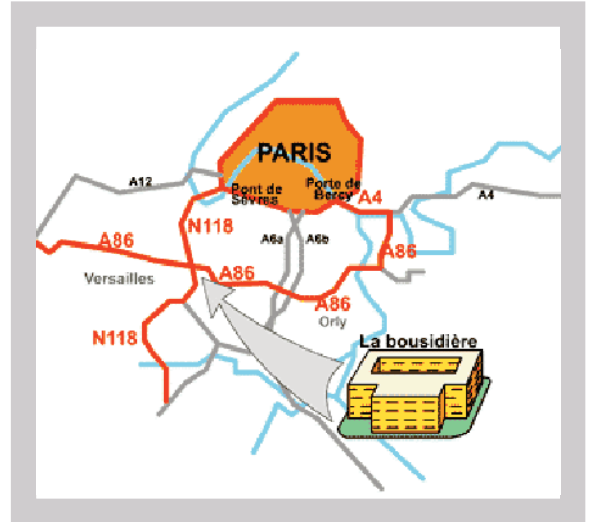 PARIS
A12
Pont de
Sèvres
Porte de
Bercy
A4
A4
N118
A6a
A6b
A86
A86
A86
Versailles
A86
Orly
N118
La bousidière